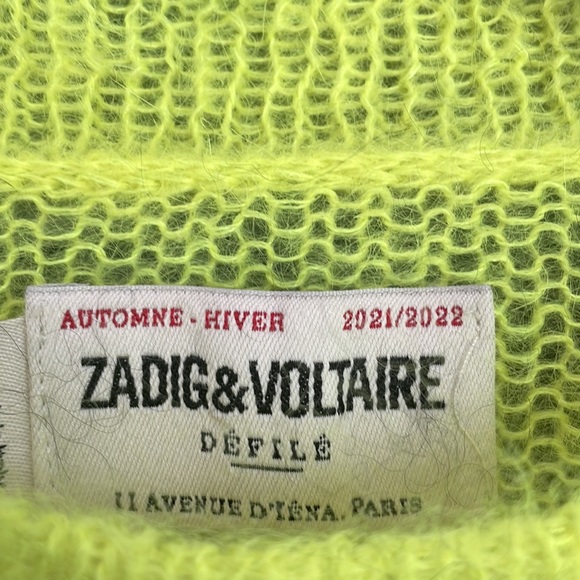 AUTOMNE - HIVER 2021/2022
ZADIG&VOLTAIRE
DÉFILÉ
11 AVENUE D'IÉNA. PARIS